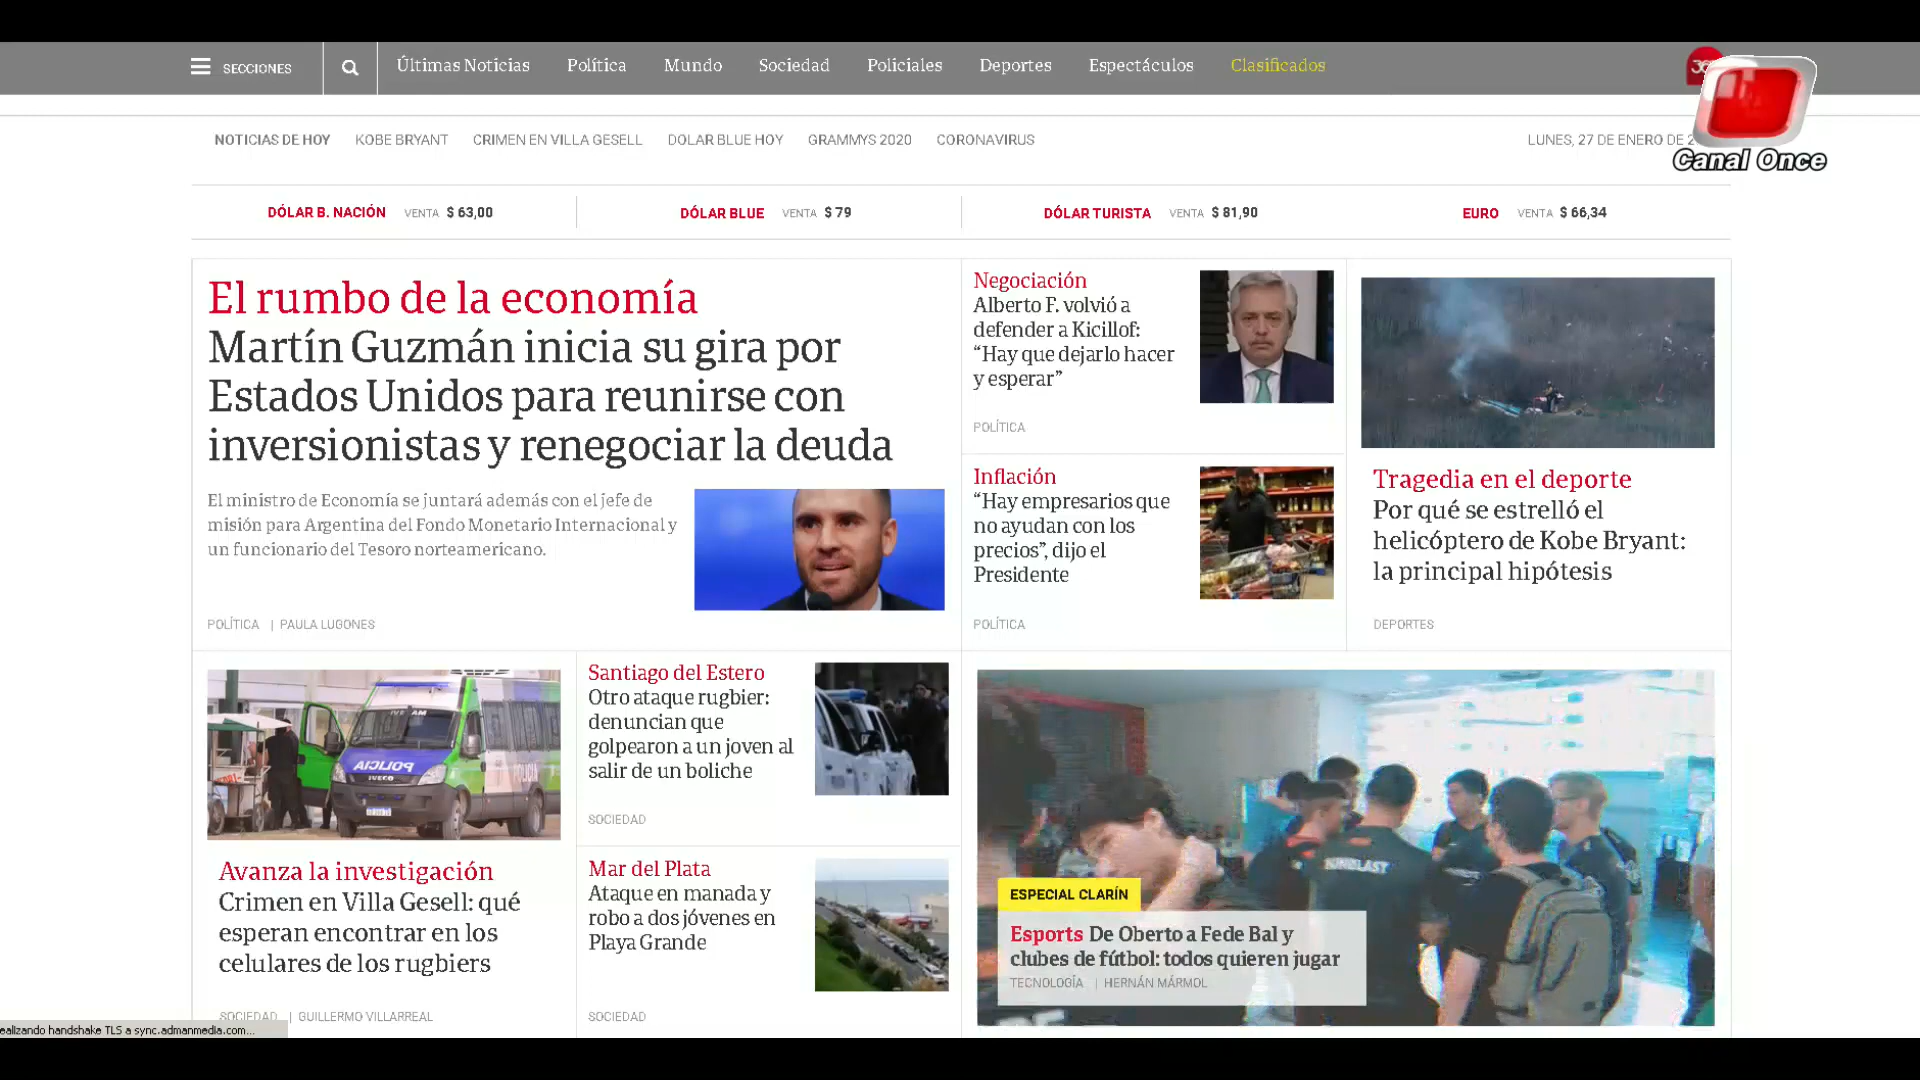 SECCIONES
Últimas Noticias
Política
Mundo
Sociedad
Policiales
Deportes
Espectáculos
Clasificados
Canal Once
NOTICIAS DE HOY
KOBE BRYANT
CRIMEN EN VILLA GESELL
DOLAR BLUE HOY
GRAMMYS 2020
CORONAVIRUS
LUNES, 27 DE ENERO DE
DÓLAR B. NACIÓN VENTA $ 63,00
DÓLAR BLUE VENTA $ 79
DÓLAR TURISTA VENTA $ 81,90
EURO VENTA $ 66,34
El rumbo de la economía
Martín Guzmán inicia su gira por
Estados Unidos para reunirse con
inversionistas y renegociar la deuda
El ministro de Economía se juntará además con el jefe de
misión para Argentina del Fondo Monetario Internacional y
un funcionario del Tesoro norteamericano.
POLÍTICA | PAULA LUGONES
Negociación
Alberto F. volvió a
defender a Kicillof:
“Hay que dejarlo hacer
y esperar”
POLÍTICA
Inflación
“Hay empresarios que
no ayudan con los
precios”, dijo el
Presidente
POLÍTICA
Tragedia en el deporte
Por qué se estrelló el
helicóptero de Kobe Bryant:
la principal hipótesis
DEPORTES
POLICIA
IVECO
POLICIA
Avanza la investigación
Crimen en Villa Gesell: qué
esperan encontrar en los
celulares de los rugbiers
SOCIEDAD | GUILLERMO VILLARREAL
Santiago del Estero
Otro ataque rugbier:
denuncian que
golpearon a un joven al
salir de un boliche
SOCIEDAD
Mar del Plata
Ataque en manada y
robo a dos jóvenes en
Playa Grande
SOCIEDAD
ESPECIAL CLARÍN
Esports De Oberto a Fede Bal y
clubes de fútbol: todos quieren jugar
TECNOLOGÍA | HERNÁN MÁRMOL
ealizando handshake TLS a sync.admanmedia.com...